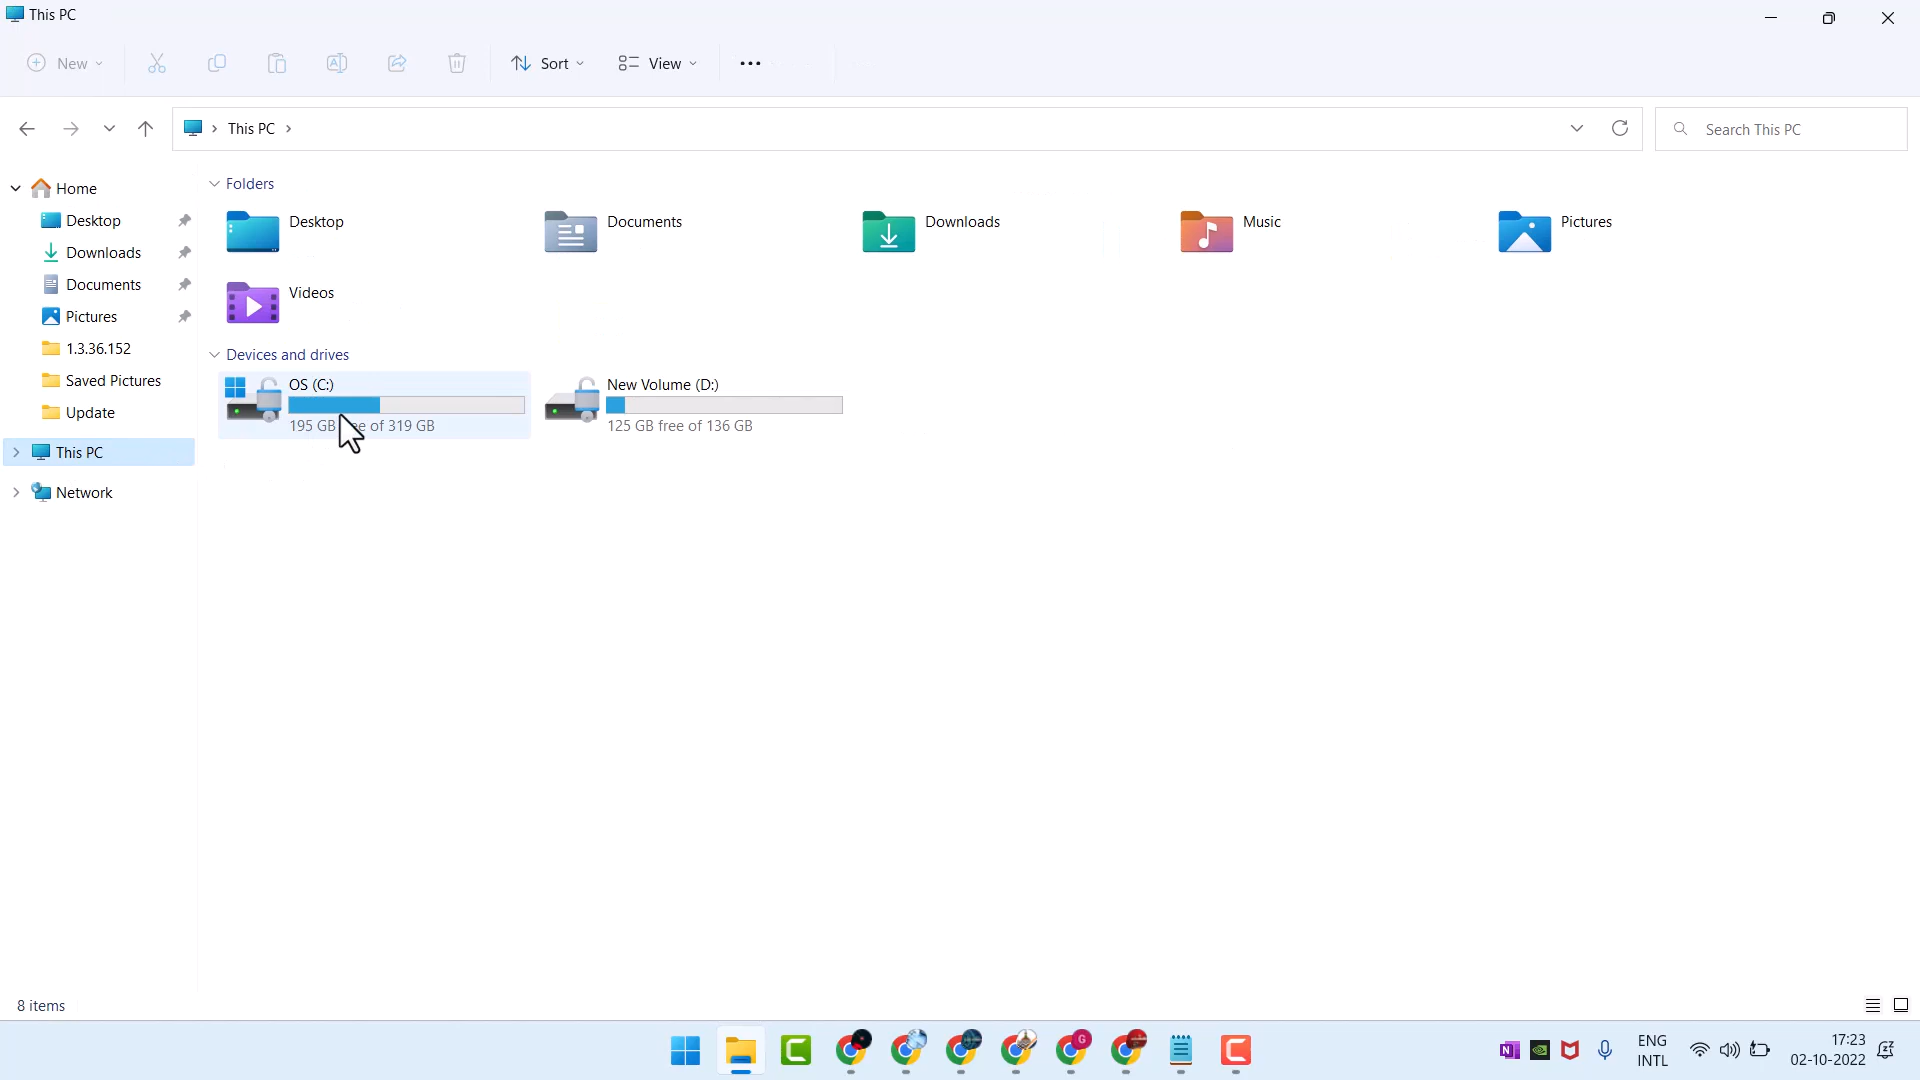 This PC
New
Sort
View
This PC
Search This PC
Home
Desktop
Downloads
Documents
Pictures
1.3.36.152
Saved Pictures
Update
This PC
Network
Folders
Desktop
Documents
Downloads
Music
Pictures
Videos
Devices and drives
OS (C:)
195 GB free of 319 GB
New Volume (D:)
125 GB free of 136 GB
8 items
ENG
INTL
17:23
02-10-2022